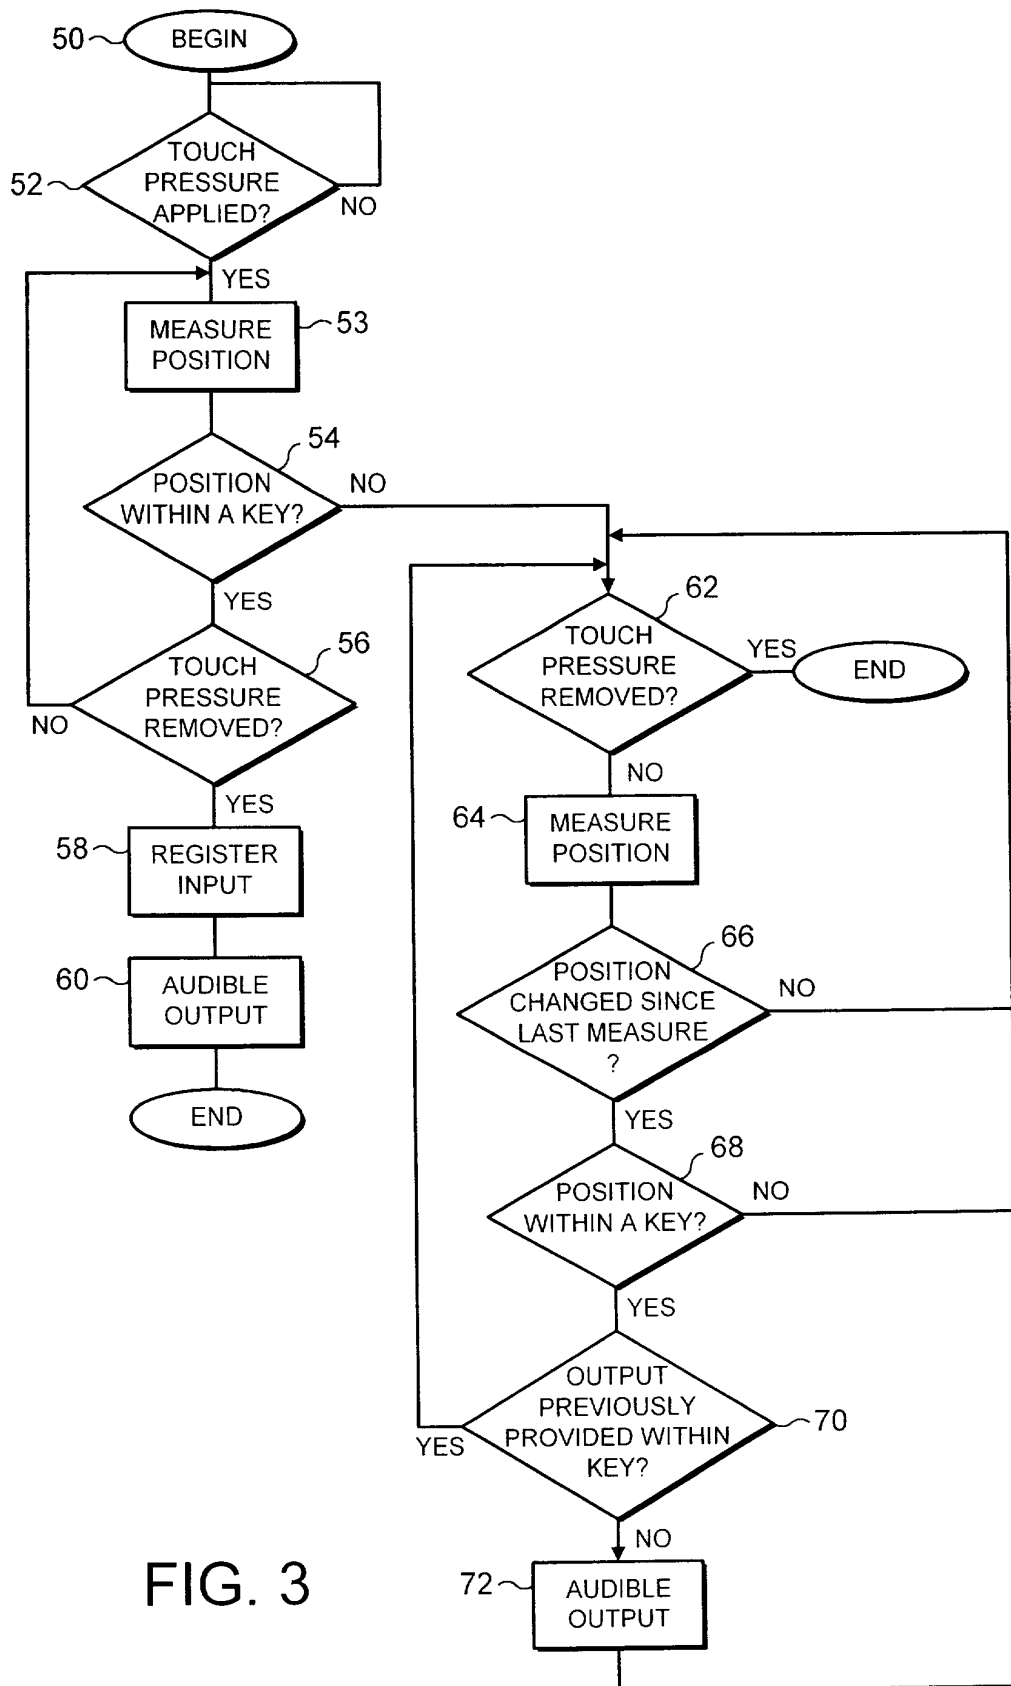 50
BEGIN
52
TOUCH
PRESSURE
APPLIED?
NO
YES
53
MEASURE
POSITION
54
POSITION
WITHIN A KEY?
NO
YES
56
TOUCH
PRESSURE
REMOVED?
NO
YES
58
REGISTER
INPUT
60
AUDIBLE
OUTPUT
END
62
TOUCH
PRESSURE
REMOVED?
YES
END
NO
64
MEASURE
POSITION
66
POSITION
CHANGED SINCE
LAST MEASURE
?
NO
YES
68
POSITION
WITHIN A KEY?
NO
YES
70
OUTPUT
PREVIOUSLY
PROVIDED WITHIN
KEY?
YES
NO
72
AUDIBLE
OUTPUT
FIG. 3